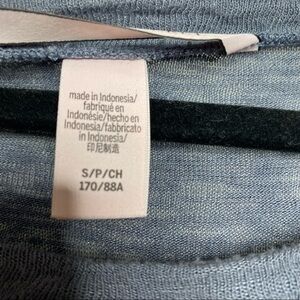 made in Indonesia/
fabriqué en
Indonésie/hecho en
Indonesia/fabbricato
in Indonesia/
印尼制造
S/P/CH
170/88A